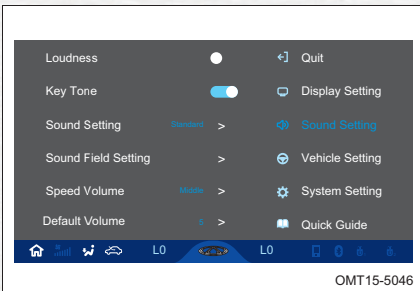 Loudness
Quit
Key Tone
Display Setting
Sound Setting Standard >
Sound Setting
Sound Field Setting >
Vehicle Setting
Speed Volume Middle >
System Setting
Default Volume 6 >
Quick Guide
L0 L0
OMT15-5046